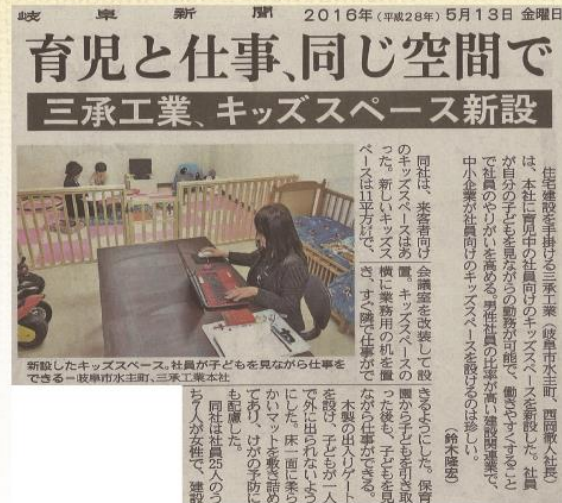 岐阜新聞
2016年（平成28年）5月13日 金曜日
育児と仕事、同じ空間で
三承工業、キッズスペース新設
住宅建設を手掛ける三承工業（岐阜市水主町、西岡徹人社長）
は、本社に育児中の社員向けのキッズスペースを新設した。社員
が自分の子どもを見ながらの勤務が可能で、働きやすくすること
で社員のやりがいを高める。男性社員の比率が高い建設関連業で、
中小企業が社員向けのキッズスペースを設けるのは珍しい。
（鈴木隆宏）
同社は、来客者向け
のキッズスペースはあ
った。新しいキッズス
ペースは11平方㍍で、
会議室を改装して設
置。キッズスペースの
横に業務用の机を置
き、すぐ隣で仕事がで
きるようにした。保育
園から子どもを引き取
った後も、子どもを見
ながら仕事ができる。
木製の出入りゲート
を設け、子どもが一人
で外に出られないよう
にした。床一面に柔ら
かいマットを敷き詰め
てあり、けがの予防に
も配慮した。
同社は社員25人のう
ち7人が女性で、建設
新設したキッズスペース。社員が子どもを見ながら仕事を
できる＝岐阜市水主町、三承工業本社